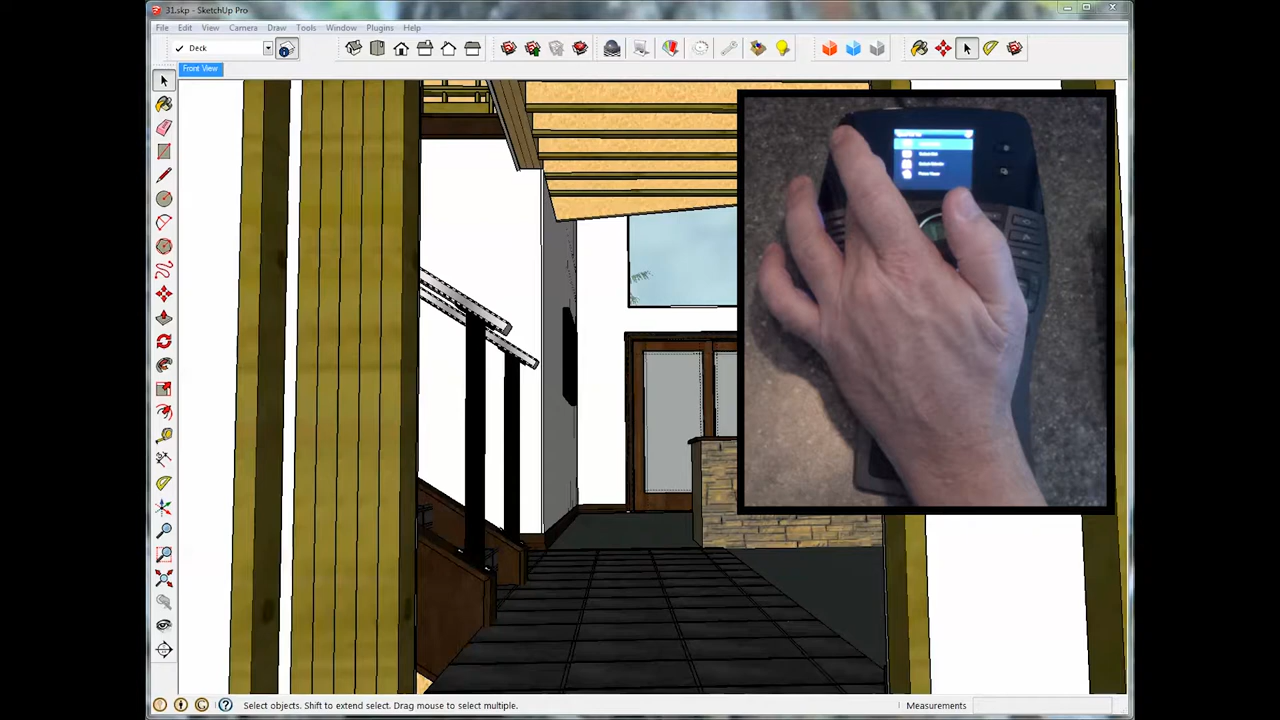 31.skp - SketchUp Pro
File Edit View Camera Draw Tools Window Plugins Help
Deck
Front View
Select objects. Shift to extend select. Drag mouse to select multiple.
Measurements